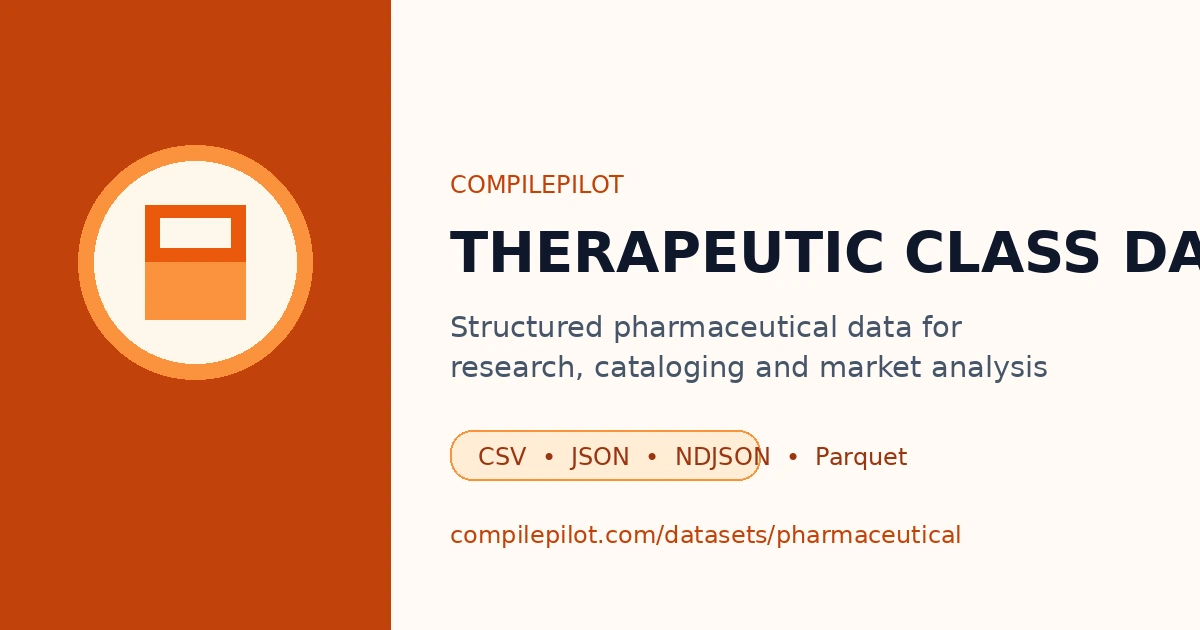 COMPILEPILOT
THERAPEUTIC CLASS DA
Structured pharmaceutical data for
research, cataloging and market analysis
CSV • JSON • NDJSON • Parquet
compilepilot.com/datasets/pharmaceutical